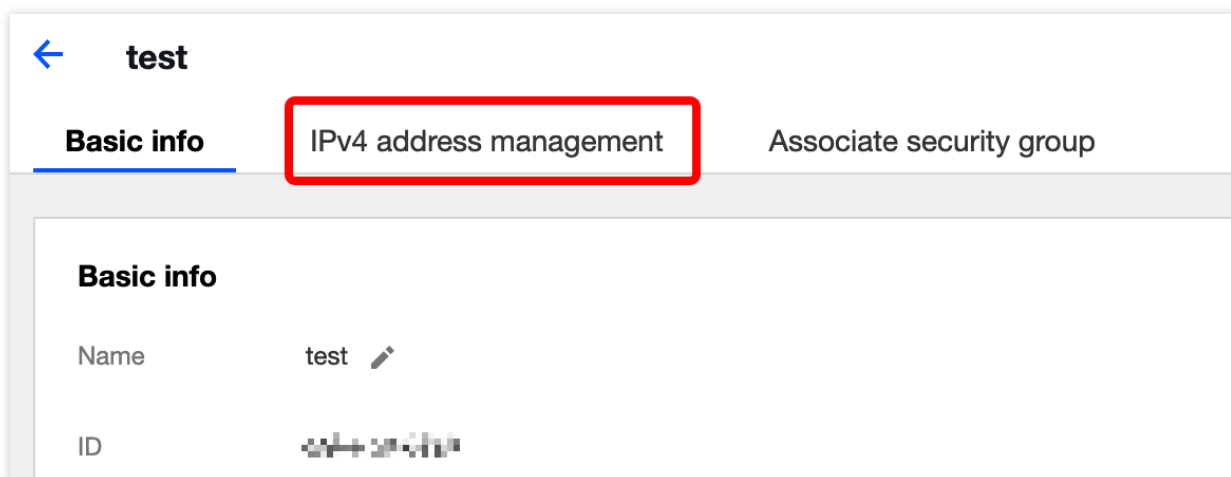 test
Basic info IPv4 address management Associate security group
Basic info
Name test
ID